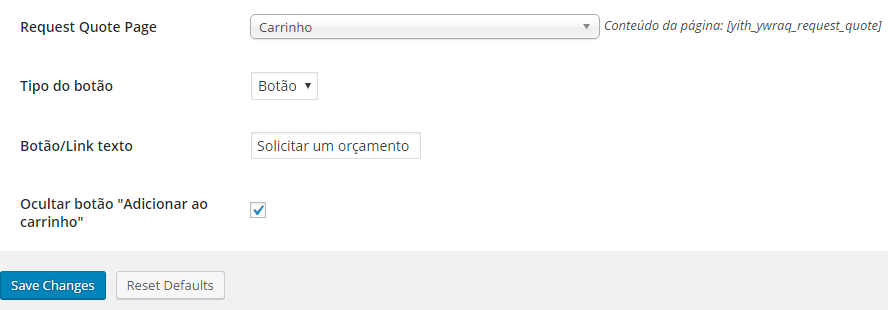 Request Quote Page
Carrinho
Conteúdo da página: [yith_ywraq_request_quote]
Tipo do botão
Botão
Botão/Link texto
Solicitar um orçamento
Ocultar botão "Adicionar ao
carrinho"
Save Changes
Reset Defaults